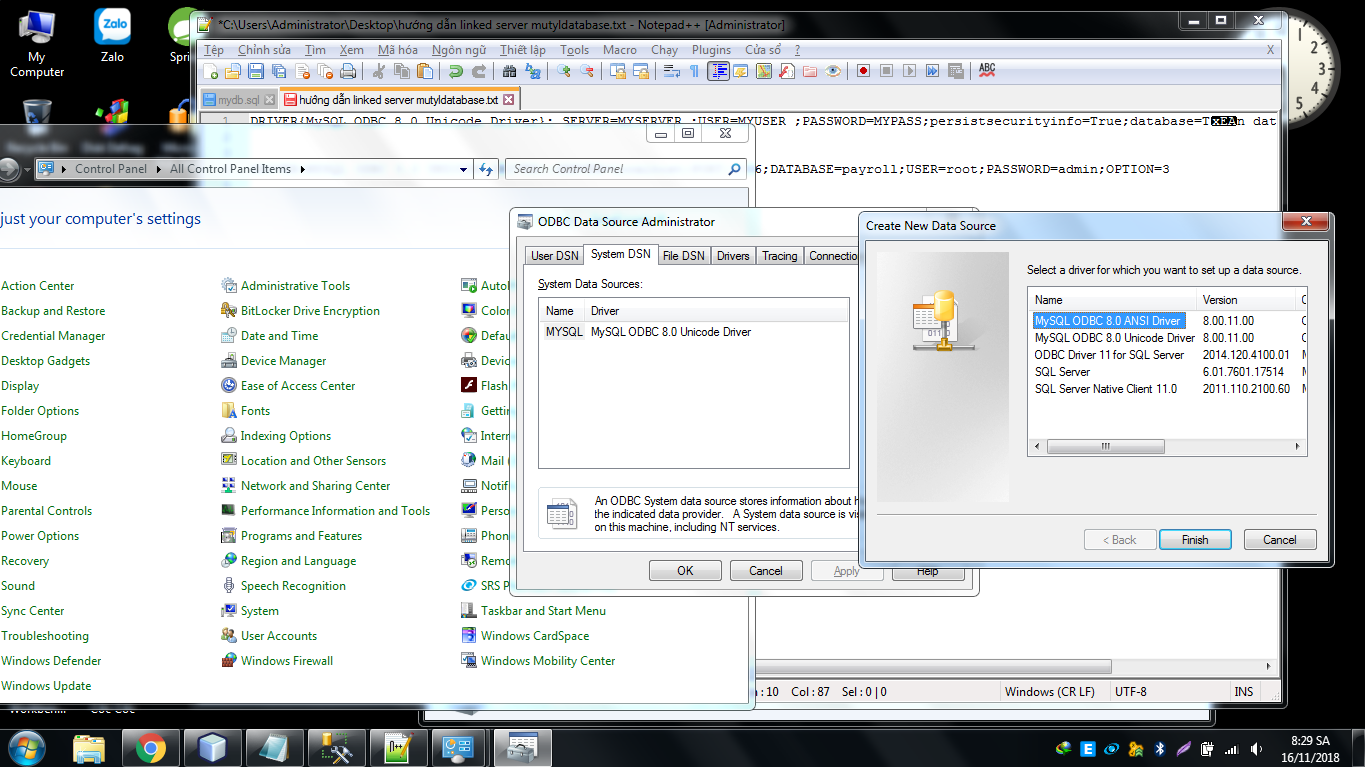 My Computer
Zalo
Spri
*C:\Users\Administrator\Desktop\hướng dẫn linked server mutyldatabase.txt - Notepad++ [Administrator]
Tệp Chỉnh sửa Tìm Xem Mã hóa Ngôn ngữ Thiết lập Tools Macro Chạy Plugins Cửa sổ ? X
ABC
mydb.sql
hướng dẫn linked server mutyldatabase.txt
1 DRIVER{MySQL ODBC 8.0 Unicode Driver}; SERVER=MYSERVER ;USER=MYUSER ;PASSWORD=MYPASS;persistsecurityinfo=True;database=T
n dat
6;DATABASE=payroll;USER=root;PASSWORD=admin;OPTION=3
1
2
3
4
5
Control Panel
All Control Panel Items
Search Control Panel
just your computer's settings
Action Center
Backup and Restore
Credential Manager
Desktop Gadgets
Display
Folder Options
HomeGroup
Keyboard
Mouse
Parental Controls
Power Options
Recovery
Sound
Sync Center
Troubleshooting
Windows Defender
Windows Update
Administrative Tools
BitLocker Drive Encryption
Date and Time
Device Manager
Ease of Access Center
Fonts
Indexing Options
Location and Other Sensors
Network and Sharing Center
Performance Information and Tools
Programs and Features
Region and Language
Speech Recognition
System
User Accounts
Windows Firewall
Color
Defau
Devic
Flash
Gettin
Intern
Mail (
Notif
Perso
Phon
Remo
SRS P
Taskbar and Start Menu
Windows CardSpace
Windows Mobility Center
ODBC Data Source Administrator
User DSN System DSN File DSN Drivers Tracing Connectio
System Data Sources:
Name Driver
MYSQL MySQL ODBC 8.0 Unicode Driver
An ODBC System data source stores information about h
the indicated data provider. A System data source is visi
on this machine, including NT services.
OK Cancel Apply Help
Create New Data Source
Select a driver for which you want to set up a data source.
Name Version C
MySQL ODBC 8.0 ANSI Driver 8.00.11.00
MySQL ODBC 8.0 Unicode Driver 8.00.11.00
ODBC Driver 11 for SQL Server 2014.120.4100.01
SQL Server 6.01.7601.17514
SQL Server Native Client 11.0 2011.110.2100.60
< Back Finish Cancel
n : 10 Col : 87 Sel : 0 | 0 Windows (CR LF) UTF-8 INS
8:29 SA
16/11/2018